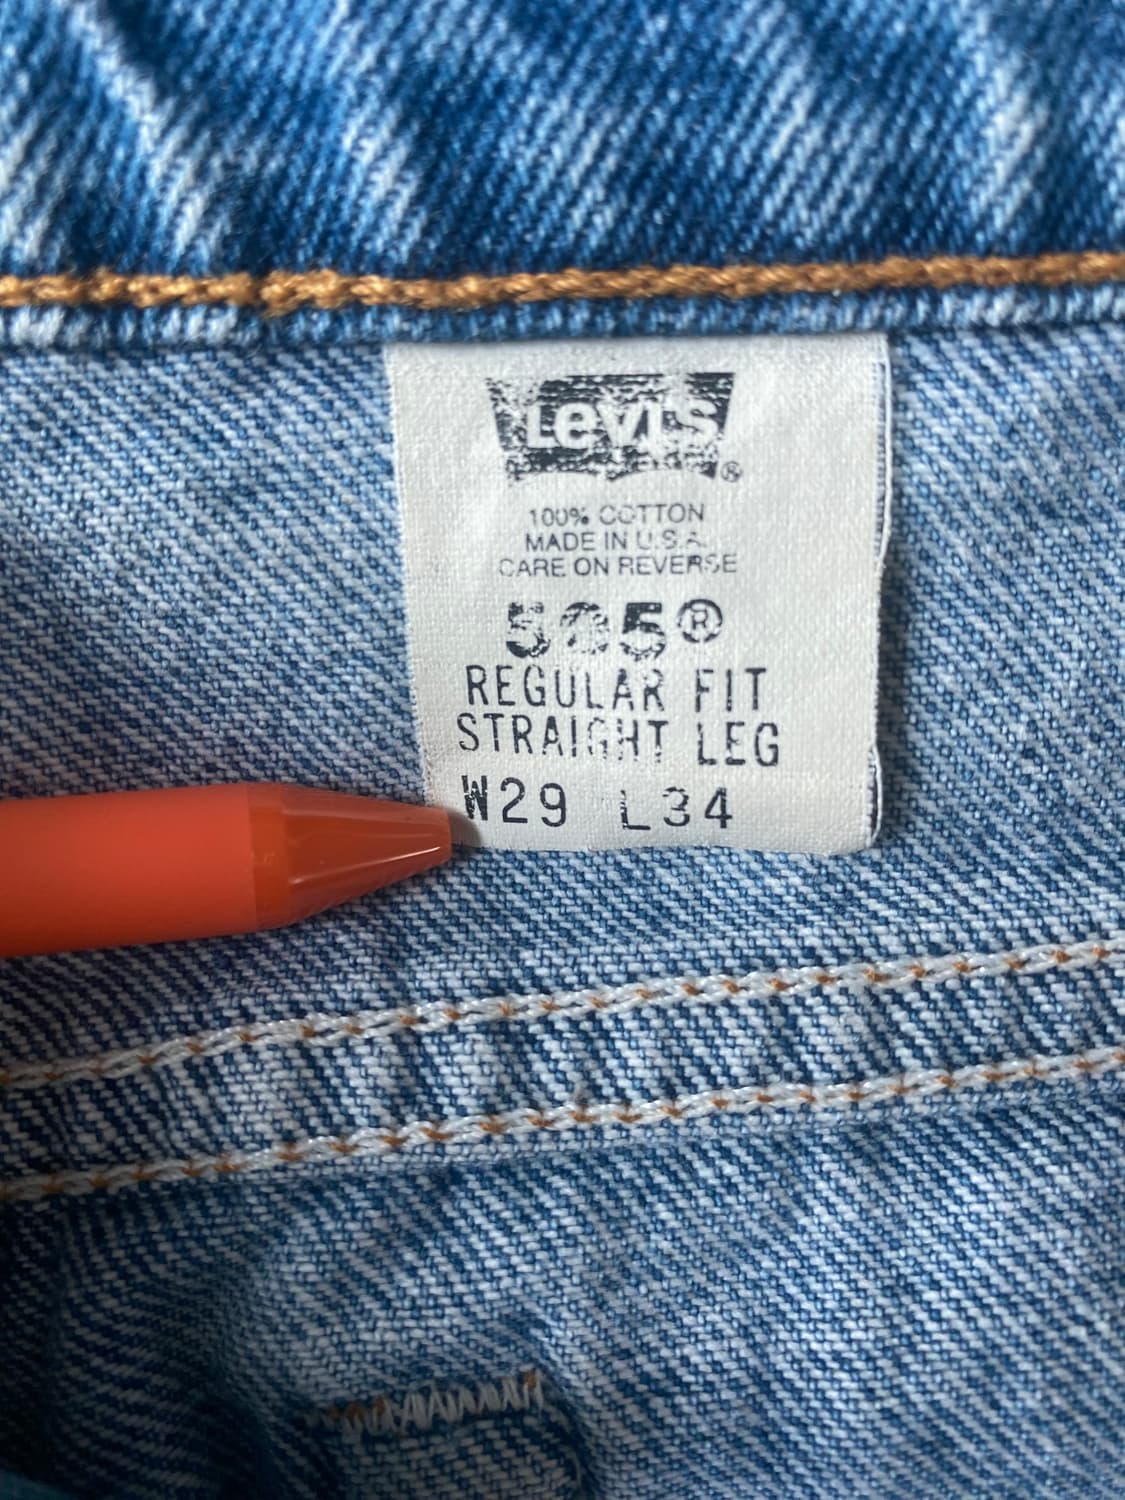 Levi's®
100% COTTON
MADE IN U.S.A.
CARE ON REVERSE
505®
REGULAR FIT
STRAIGHT LEG
W29 L34